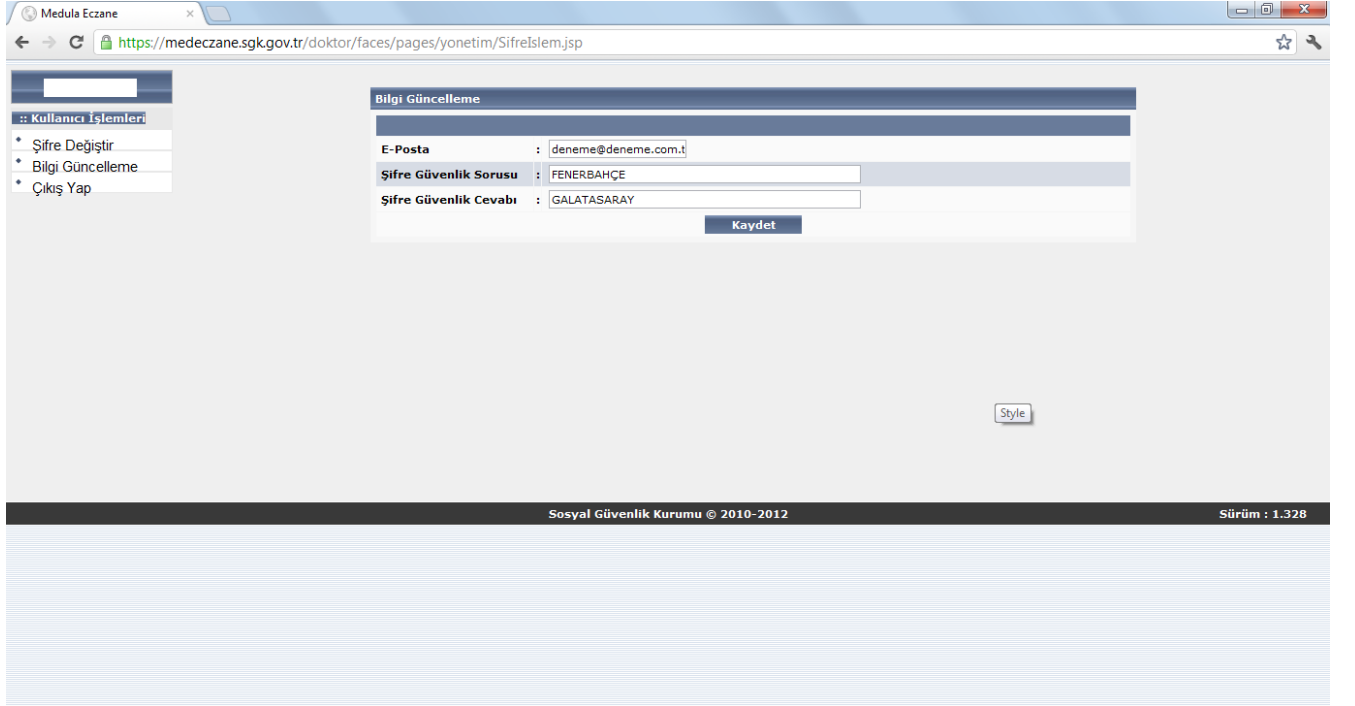 Medula Eczane
https://medeczane.sgk.gov.tr/doktor/faces/pages/yonetim/SifreIslem.jsp
:: Kullanıcı İşlemleri
Şifre Değiştir
Bilgi Güncelleme
Çıkış Yap
Bilgi Güncelleme
E-Posta : deneme@deneme.com.t
Şifre Güvenlik Sorusu : FENERBAHÇE
Şifre Güvenlik Cevabı : GALATASARAY
Kaydet
Style
Sosyal Güvenlik Kurumu © 2010-2012 Sürüm : 1.328